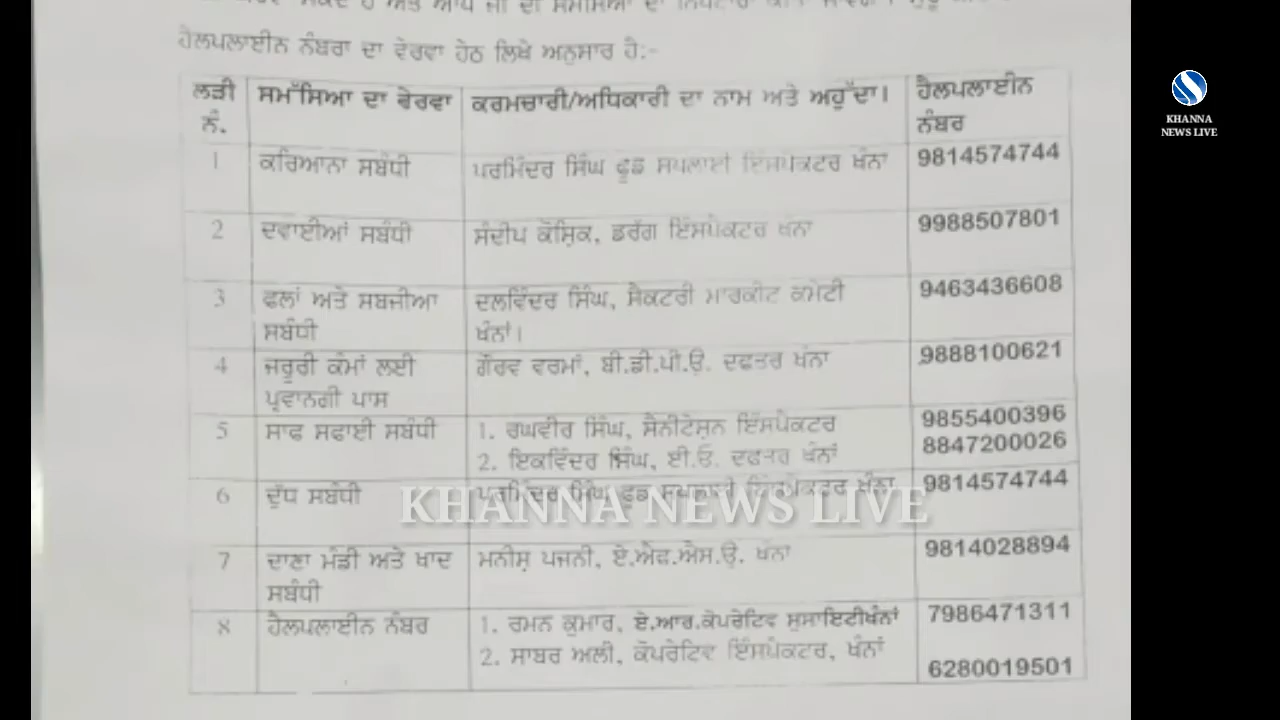 ਹੈਲਪਲਾਈਨ ਨੰਬਰਾ ਦਾ ਵੇਰਵਾ ਹੇਠ ਲਿਖੇ ਅਨੁਸਾਰ ਹੈ:-
ਲੜੀ ਨੰ. ਸਮੱਸਿਆ ਦਾ ਵੇਰਵਾ ਕਰਮਚਾਰੀ/ਅਧਿਕਾਰੀ ਦਾ ਨਾਮ ਅਤੇ ਅਹੁੱਦਾ। ਹੈਲਪਲਾਈਨ ਨੰਬਰ
1 ਕਰਿਆਨਾ ਸਬੰਧੀ ਪਰਮਿੰਦਰ ਸਿੰਘ ਫੂਡ ਸਪਲਾਈ ਇੰਸਪੈਕਟਰ ਖੰਨਾ 9814574744
2 ਦਵਾਈਆਂ ਸਬੰਧੀ ਸੰਦੀਪ ਕੌਸ਼ਿਕ, ਡਰੱਗ ਇੰਸਪੈਕਟਰ ਖੰਨਾ 9988507801
3 ਫਲਾਂ ਅਤੇ ਸਬਜੀਆ ਦਲਵਿੰਦਰ ਸਿੰਘ, ਸੈਕਟਰੀ ਮਾਰਕੀਟ ਕਮੇਟੀ 9463436608
ਸਬੰਧੀ ਖੰਨਾਂ।
4 ਜਰੂਰੀ ਕੰਮਾਂ ਲਈ ਗੌਰਵ ਵਰਮਾਂ, ਬੀ.ਡੀ.ਪੀ.ਓ. ਦਫਤਰ ਖੰਨਾ 9888100621
ਪ੍ਰਵਾਨਗੀ ਪਾਸ
5 ਸਾਫ ਸਫਾਈ ਸਬੰਧੀ 1. ਰਘਵੀਰ ਸਿੰਘ, ਸੈਨੀਟੇਸ਼ਨ ਇੰਸਪੈਕਟਰ 9855400396
2. ਇਕਵਿੰਦਰ ਸਿੰਘ, ਈ.ਓ. ਦਫਤਰ ਖੰਨਾਂ 8847200026
6 ਦੁੱਧ ਸਬੰਧੀ ਪਰਮਿੰਦਰ ਸਿੰਘ ਫੂਡ ਸਪਲਾਈ ਇੰਸਪੈਕਟਰ ਖੰਨਾ 9814574744
7 ਦਾਣਾ ਮੰਡੀ ਅਤੇ ਖਾਦ ਮਨੀਸ਼ ਪਜਨੀ, ਏ.ਐਫ.ਐਸ.ਓ. ਖੰਨਾ 9814028894
ਸਬੰਧੀ
8 ਹੈਲਪਲਾਈਨ ਨੰਬਰ 1. ਰਮਨ ਕੁਮਾਰ, ਏ.ਆਰ.ਕੋਪਰੇਟਿਵ ਸੁਸਾਇਟੀਖੰਨਾਂ 7986471311
2. ਸਾਬਰ ਅਲੀ, ਕੋਪਰੇਟਿਵ ਇੰਸਪੈਕਟਰ, ਖੰਨਾਂ 6280019501
KHANNA NEWS LIVE
KHANNA
NEWS LIVE